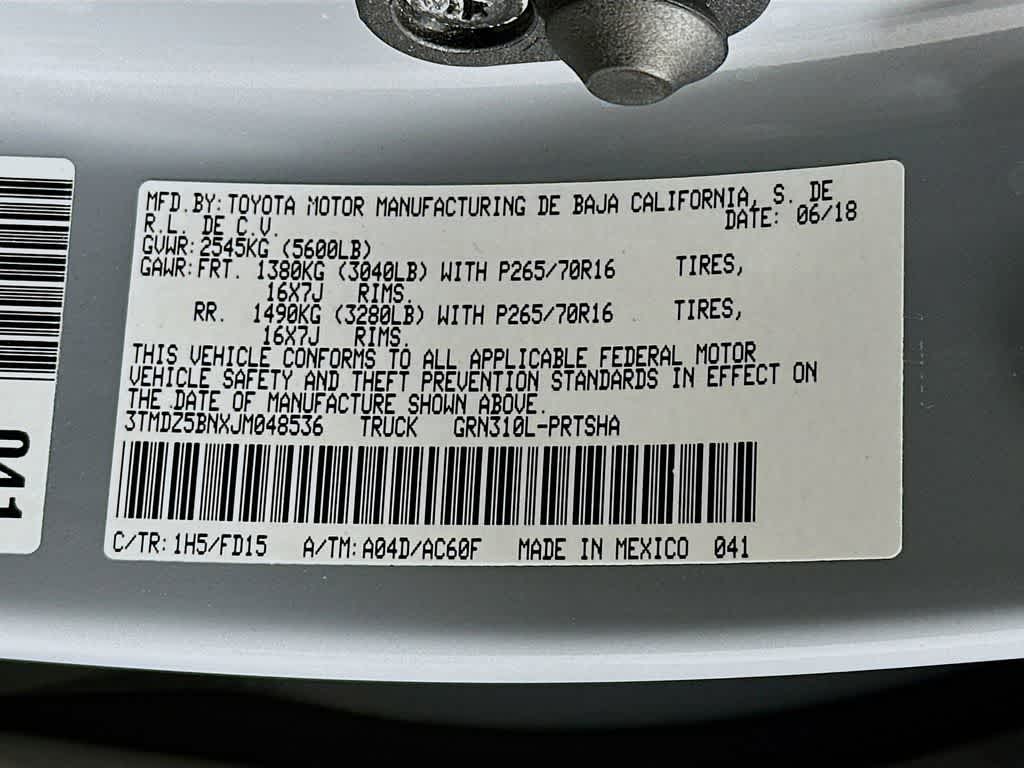 MFD.BY:TOYOTA MOTOR MANUFACTURING DE BAJA CALIFORNIA, S. DE
R.L. DE C.V. DATE: 06/18
GVWR:2545KG (5600LB)
GAWR:FRT. 1380KG (3040LB) WITH P265/70R16 TIRES,
16X7J RIMS.
RR. 1490KG (3280LB) WITH P265/70R16 TIRES,
16X7J RIMS.
THIS VEHICLE CONFORMS TO ALL APPLICABLE FEDERAL MOTOR
VEHICLE SAFETY AND THEFT PREVENTION STANDARDS IN EFFECT ON
THE DATE OF MANUFACTURE SHOWN ABOVE.
3TMDZ5BNXJM048536 TRUCK GRN310L-PRTSHA
C/TR:1H5/FD15 A/TM:A04D/AC60F MADE IN MEXICO 041
041